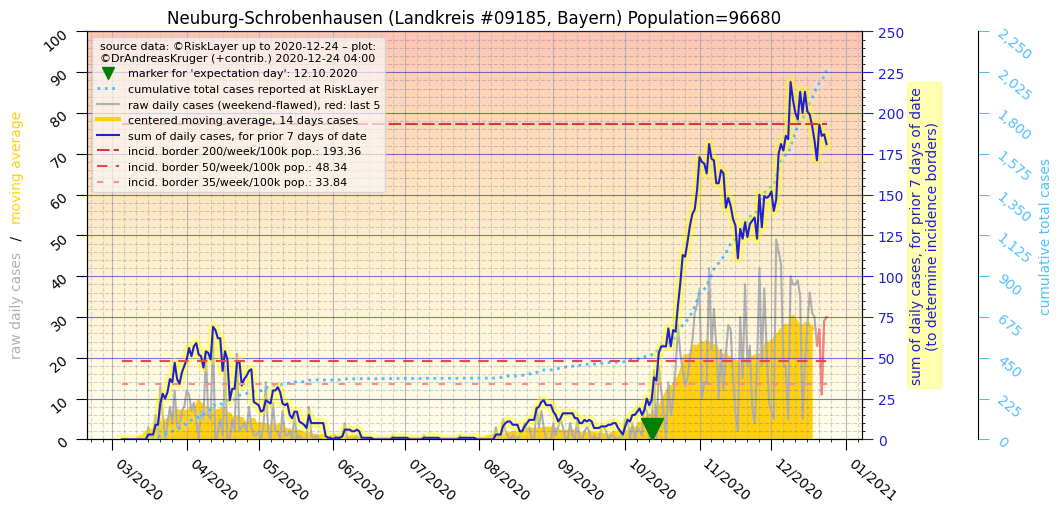 Neuburg-Schrobenhausen (Landkreis #09185, Bayern) Population=96680
source data: ©RiskLayer up to 2020-12-24 – plot:
©DrAndreasKruger (+contrib.) 2020-12-24 04:00
marker for 'expectation day': 12.10.2020
cumulative total cases reported at RiskLayer
raw daily cases (weekend-flawed), red: last 5
centered moving average, 14 days cases
sum of daily cases, for prior 7 days of date
incid. border 200/week/100k pop.: 193.36
incid. border 50/week/100k pop.: 48.34
incid. border 35/week/100k pop.: 33.84
raw daily cases / moving average
100
90
80
70
60
50
40
30
20
10
0
03/2020
04/2020
05/2020
06/2020
07/2020
08/2020
09/2020
10/2020
11/2020
12/2020
01/2021
250
225
200
175
150
125
100
75
50
25
0
sum of daily cases, for prior 7 days of date
(to determine incidence borders)
2,250
2,025
1,800
1,575
1,350
1,125
900
675
450
225
0
cumulative total cases